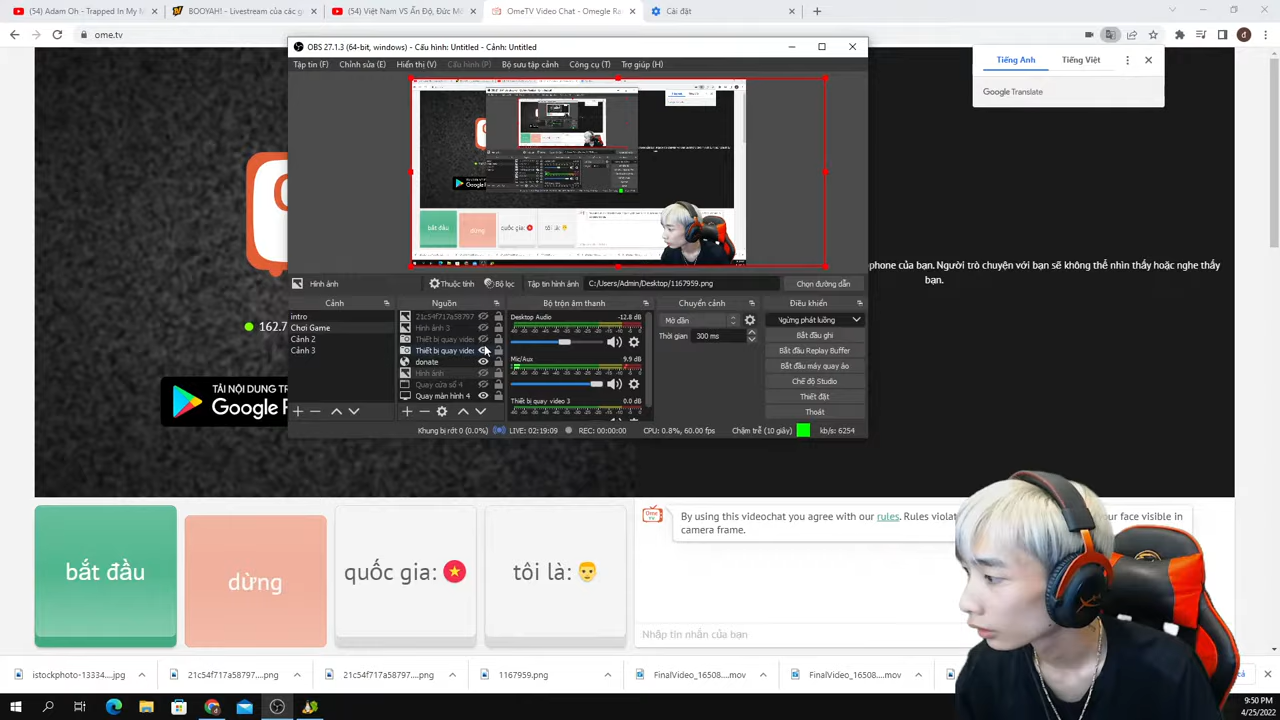 (54) Adam Oh - Trapped In My M
BOOYAH! - Livestream của các g
(54) Việt Nam VS Ấn Độ, Đức Mỏ
OmeTV Video Chat - Omegle Ra
Cài đặt
ome.tv
OBS 27.1.3 (64-bit, windows) - Cấu hình: Untitled - Cảnh: Untitled
Tập tin (F)
Chỉnh sửa (E)
Hiển thị (V)
Cấu hình (P)
Bộ sưu tập cảnh
Công cụ (T)
Trợ giúp (H)
Tiếng Anh
Tiếng Việt
Google Translate
phone của bạn. Người trò chuyện với bạn sẽ không thể nhìn thấy hoặc nghe thấy
bạn.
162.7
TẢI NỘI DUNG TR
Google
Hình ảnh
Thuộc tính
Bộ lọc
Tập tin hình ảnh
C:/Users/Admin/Desktop/1167959.png
Chọn đường dẫn
Cảnh
Nguồn
Bộ trộn âm thanh
Chuyển cảnh
Điều khiển
intro
Chơi Game
Cảnh 2
Cảnh 3
21c54f717a58797
Hình ảnh 3
Thiết bị quay video
Thiết bị quay video
donate
Hình ảnh
Quay cửa sổ 4
Quay màn hình 4
Desktop Audio
-12.8 dB
Mic/Aux
9.9 dB
Thiết bị quay video 3
0.0 dB
Mờ dần
Thời gian
300 ms
Ngừng phát luồng
Bắt đầu ghi
Bắt đầu Replay Buffer
Bắt đầu máy quay ảo
Chế độ Studio
Thiết đặt
Thoát
Khung bị rớt 0 (0.0%)
LIVE: 02:19:09
REC: 00:00:00
CPU: 0.8%, 60.00 fps
Chậm trễ (10 giây)
kb/s: 6254
bắt đầu
dừng
quốc gia:
tôi là:
By using this videochat you agree with our rules. Rules violat
our face visible in
camera frame.
Nhập tin nhắn của bạn
istockphoto-13334....jpg
21c54f717a58797....png
21c54f717a58797....png
1167959.png
FinalVideo_16508....mov
FinalVideo_16508....mov
9:50 PM
4/25/2022